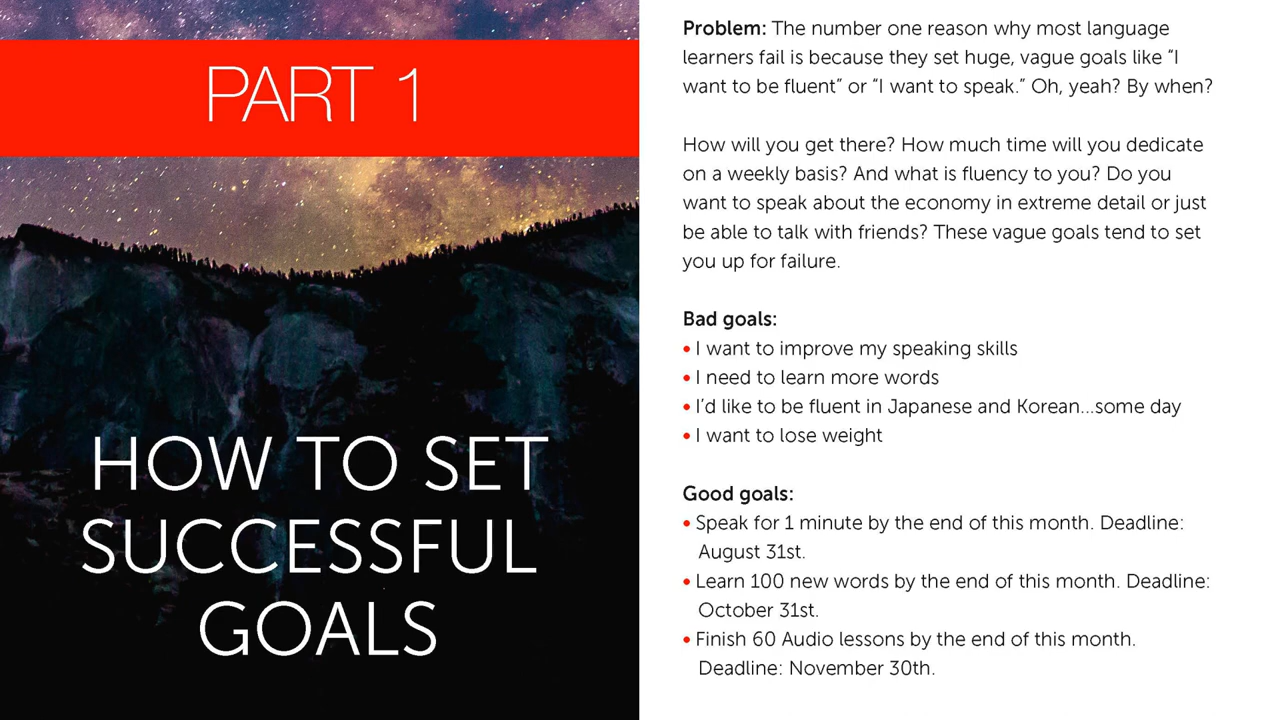 PART 1
HOW TO SET
SUCCESSFUL
GOALS
Problem: The number one reason why most language
learners fail is because they set huge, vague goals like “I
want to be fluent” or “I want to speak.” Oh, yeah? By when?
How will you get there? How much time will you dedicate
on a weekly basis? And what is fluency to you? Do you
want to speak about the economy in extreme detail or just
be able to talk with friends? These vague goals tend to set
you up for failure.
Bad goals:
• I want to improve my speaking skills
• I need to learn more words
• I’d like to be fluent in Japanese and Korean...some day
• I want to lose weight
Good goals:
• Speak for 1 minute by the end of this month. Deadline:
August 31st.
• Learn 100 new words by the end of this month. Deadline:
October 31st.
• Finish 60 Audio lessons by the end of this month.
Deadline: November 30th.